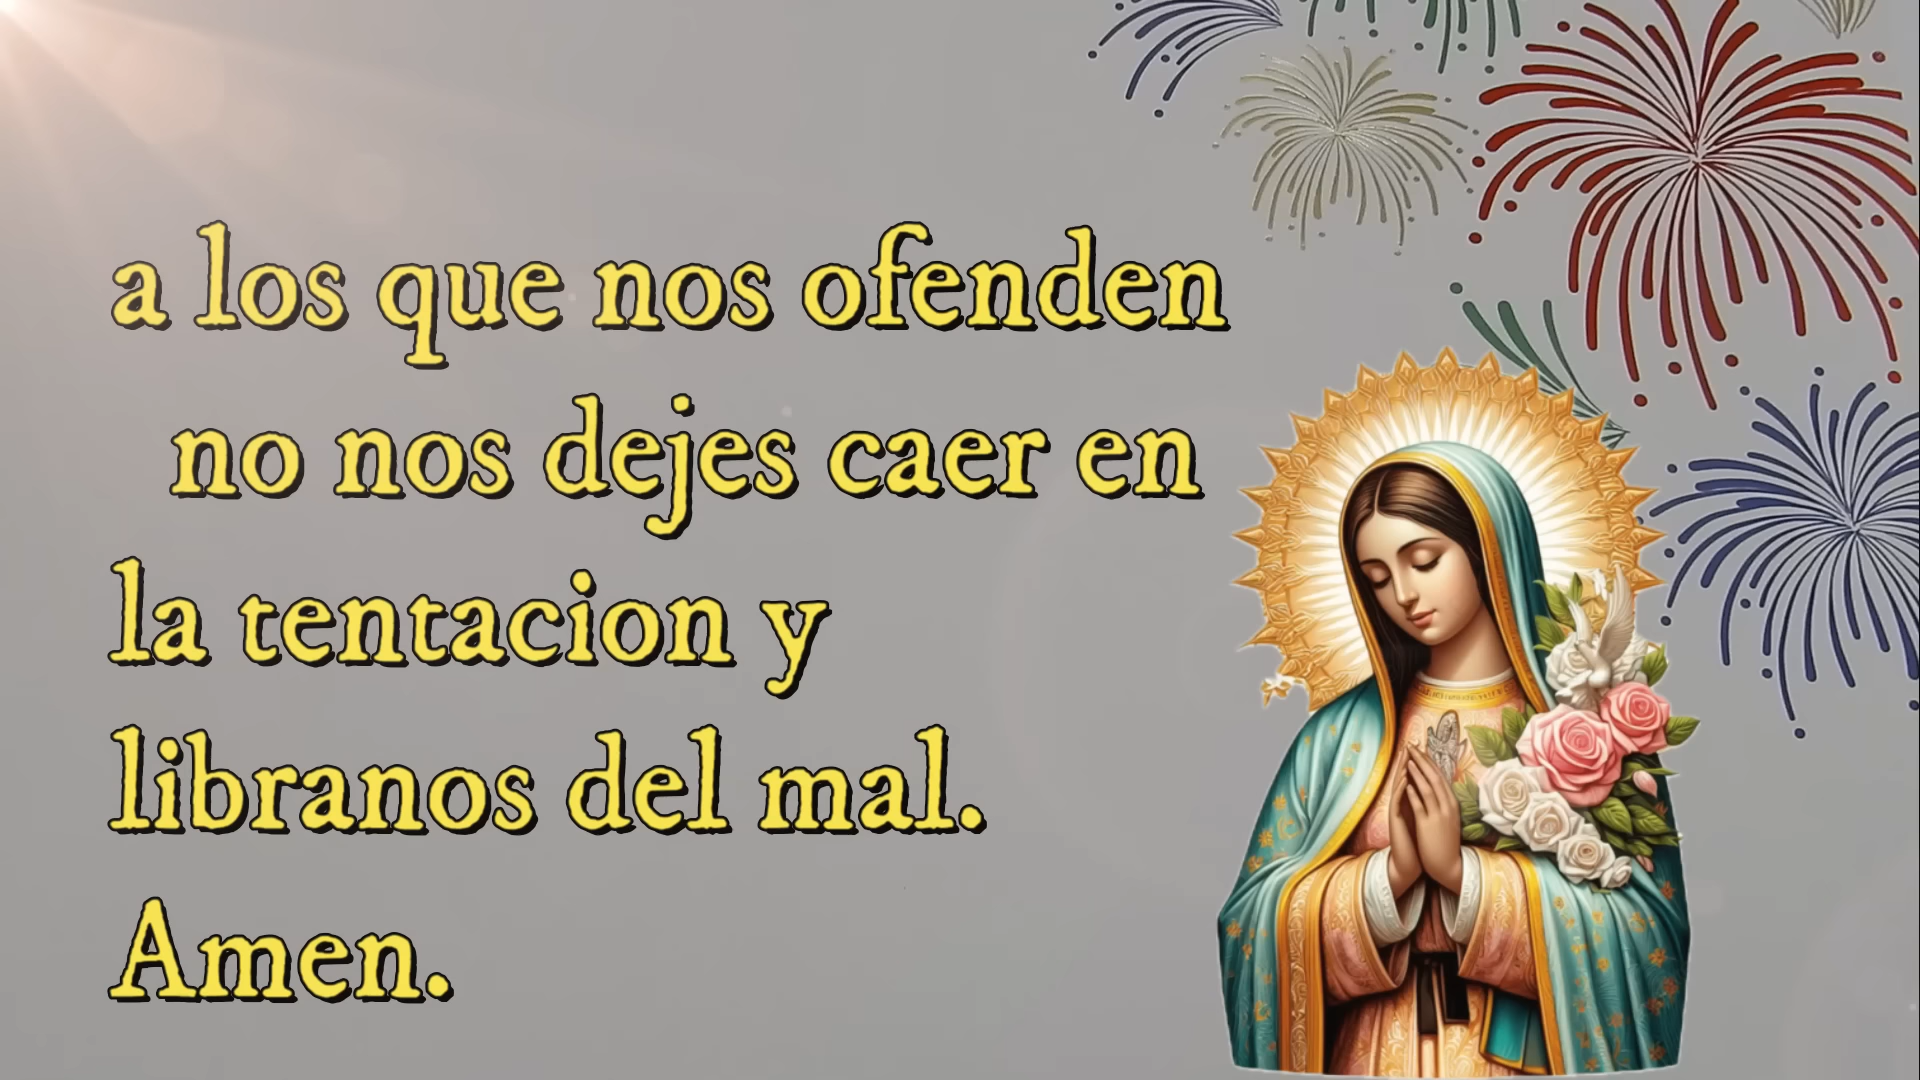 a los que nos ofenden
no nos dejes caer en
la tentacion y
libranos del mal.
Amen.